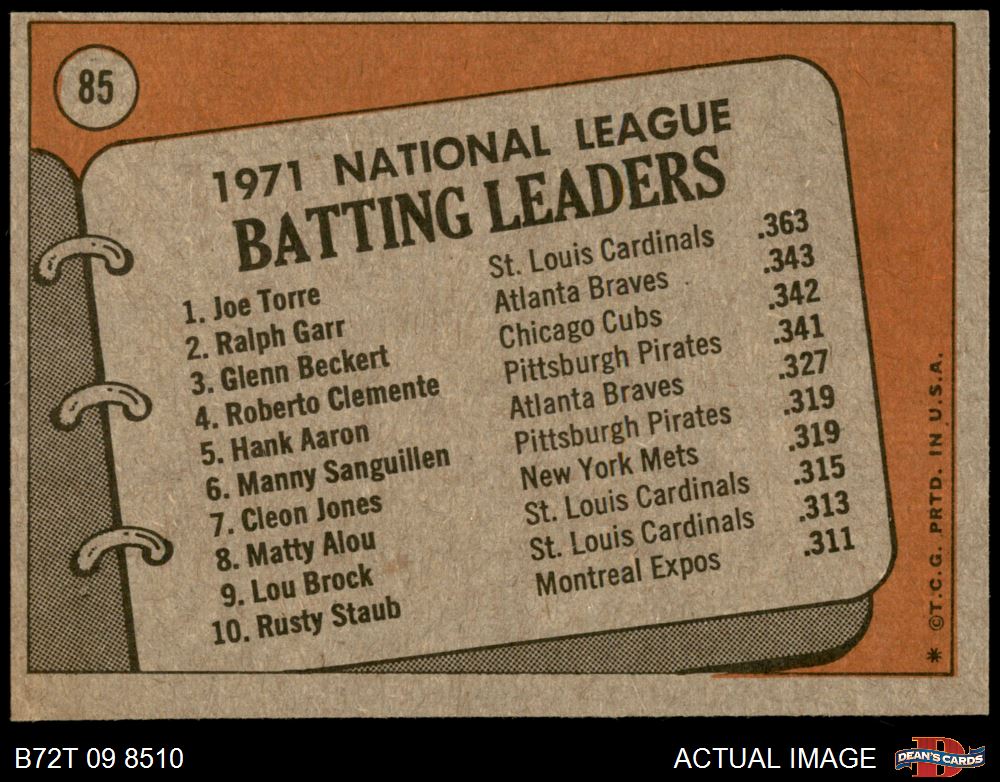 85
1971 NATIONAL LEAGUE
BATTING LEADERS
1. Joe Torre St. Louis Cardinals .363
2. Ralph Garr Atlanta Braves .343
3. Glenn Beckert Chicago Cubs .342
4. Roberto Clemente Pittsburgh Pirates .341
5. Hank Aaron Atlanta Braves .327
6. Manny Sanguillen Pittsburgh Pirates .319
7. Cleon Jones New York Mets .319
8. Matty Alou St. Louis Cardinals .315
9. Lou Brock St. Louis Cardinals .313
10. Rusty Staub Montreal Expos .311
* ©T.C.G. PRTD. IN U.S.A.
B72T 09 8510
ACTUAL IMAGE
D
DEAN'S CARDS